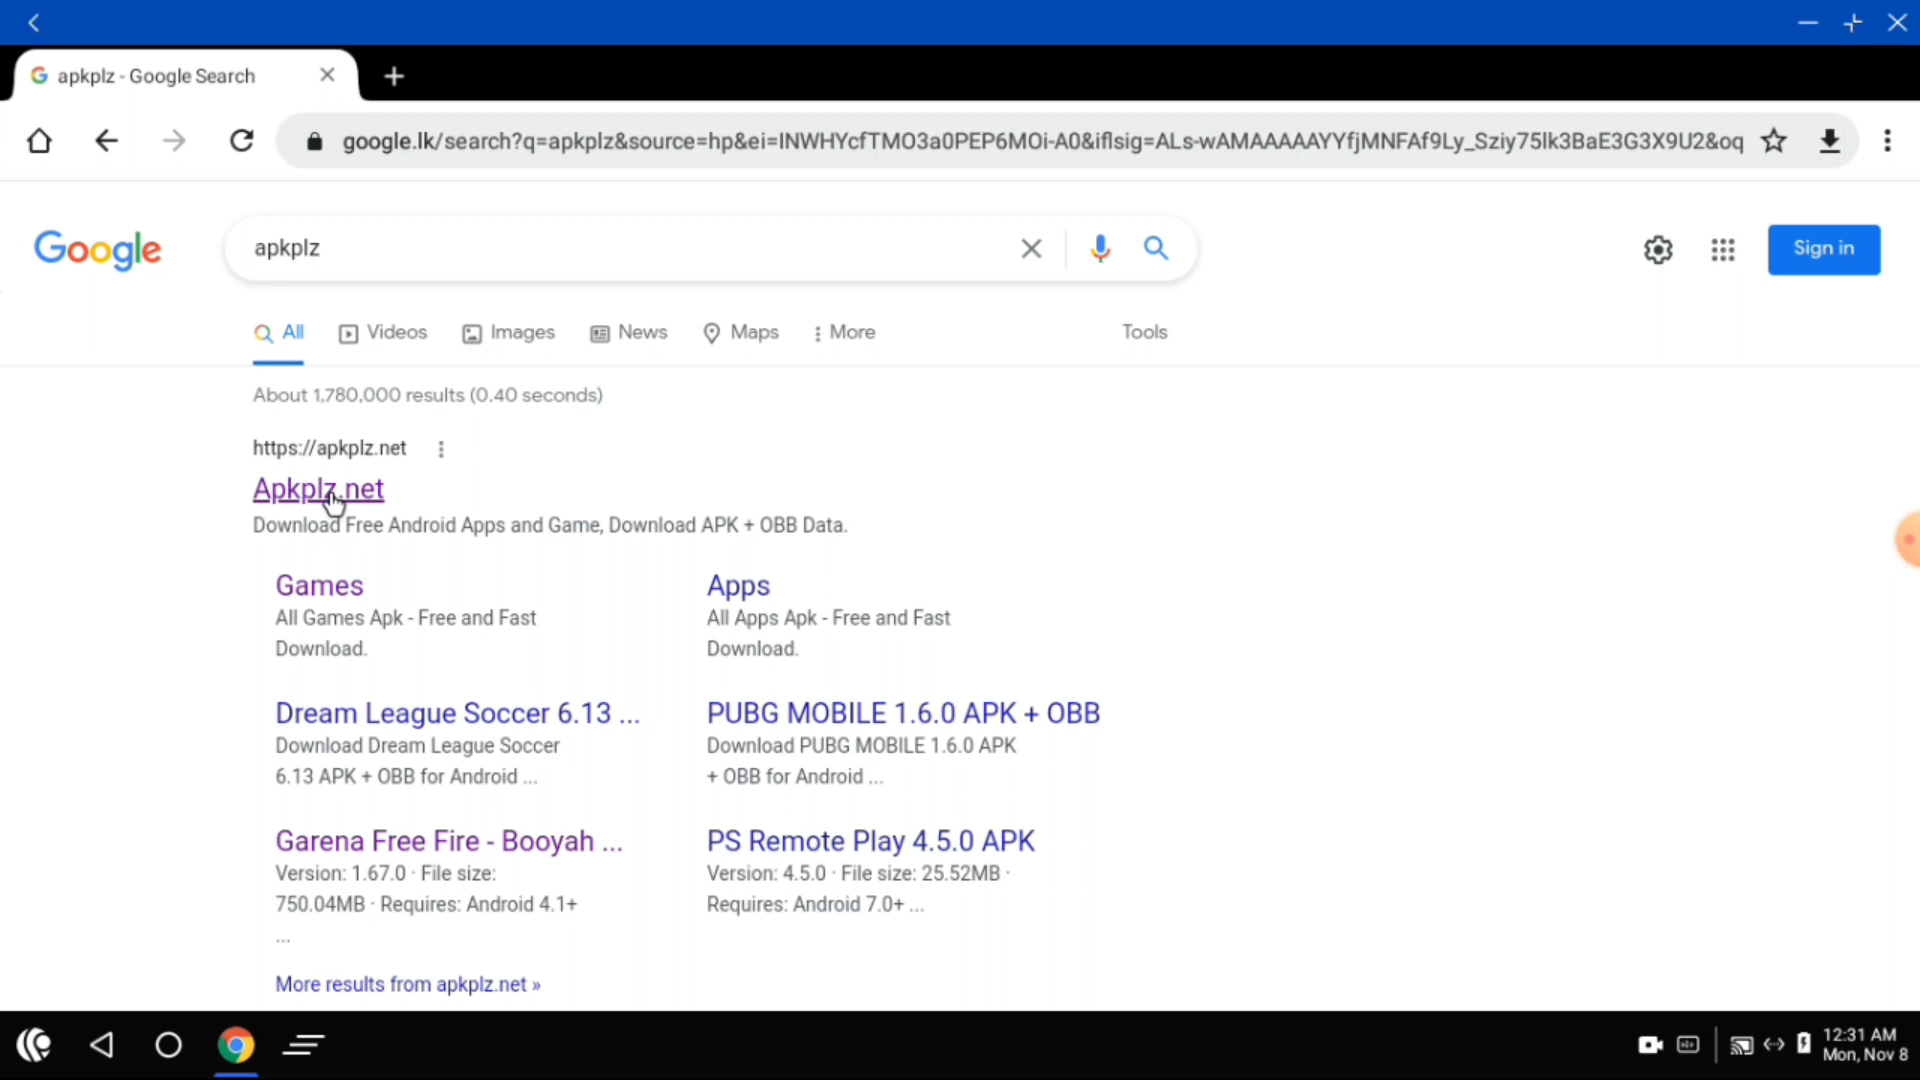 apkplz - Google Search
google.lk/search?q=apkplz&source=hp&ei=INWHYcfTMO3a0PEP6MOi-A0&iflsig=ALs-wAMAAAAAYYfjMNFAf9Ly_Sziy75lk3BaE3G3X9U2&oq
Google
apkplz
Sign in
All Videos Images News Maps More Tools
About 1,780,000 results (0.40 seconds)
https://apkplz.net
Apkplz.net
Download Free Android Apps and Game, Download APK + OBB Data.
Games
All Games Apk - Free and Fast
Download.
Apps
All Apps Apk - Free and Fast
Download.
Dream League Soccer 6.13 ...
Download Dream League Soccer
6.13 APK + OBB for Android ...
PUBG MOBILE 1.6.0 APK + OBB
Download PUBG MOBILE 1.6.0 APK
+ OBB for Android ...
Garena Free Fire - Booyah ...
Version: 1.67.0 · File size:
750.04MB · Requires: Android 4.1+
...
PS Remote Play 4.5.0 APK
Version: 4.5.0 · File size: 25.52MB ·
Requires: Android 7.0+ ...
More results from apkplz.net »
12:31 AM
Mon, Nov 8